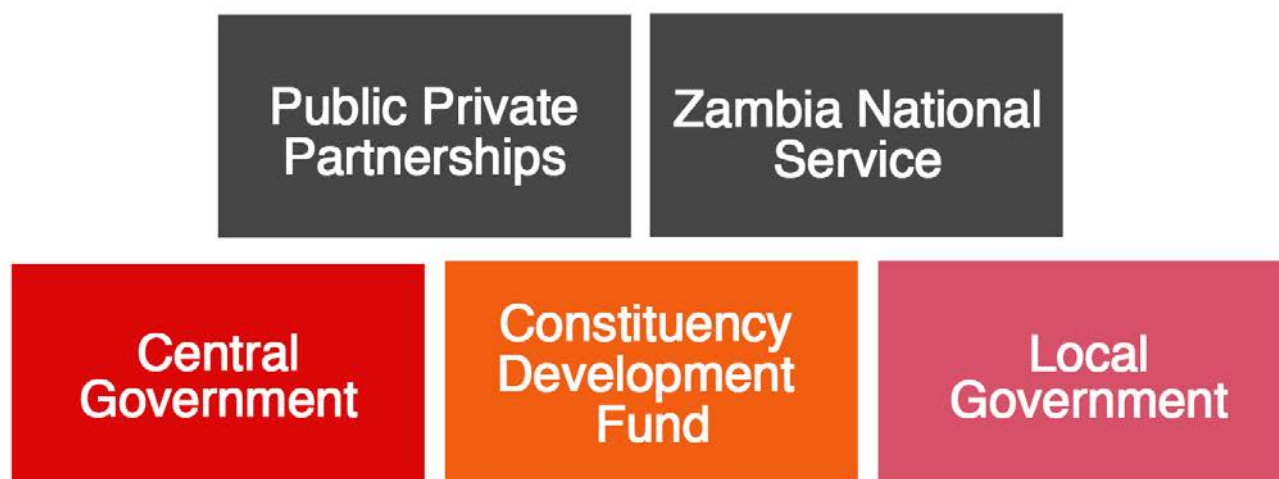 Public Private
Partnerships
Zambia National
Service
Central
Government
Constituency
Development
Fund
Local
Government